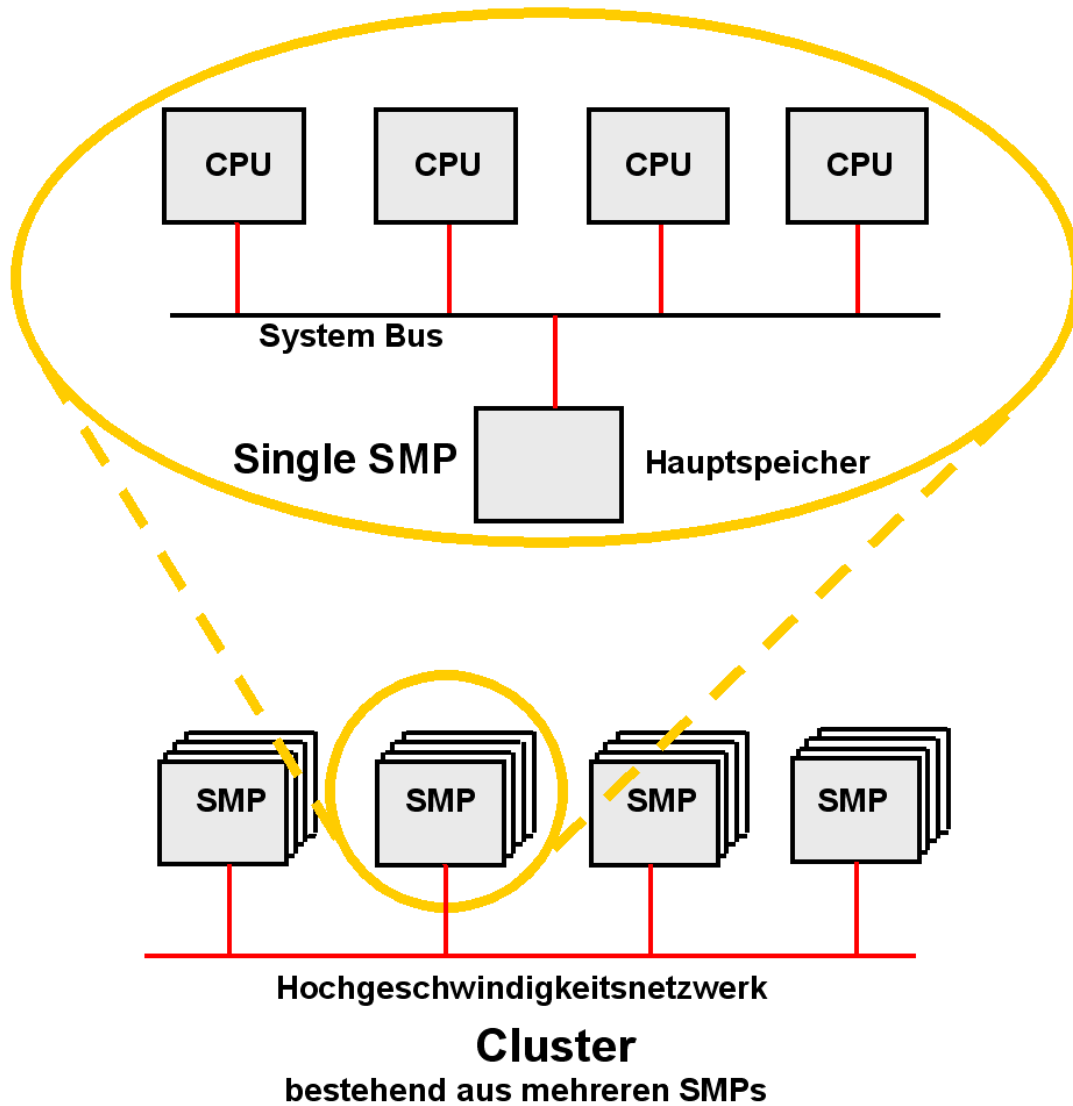 CPU
CPU
CPU
CPU
System Bus
Single SMP
Hauptspeicher
SMP
SMP
SMP
SMP
Hochgeschwindigkeitsnetzwerk
Cluster
bestehend aus mehreren SMPs